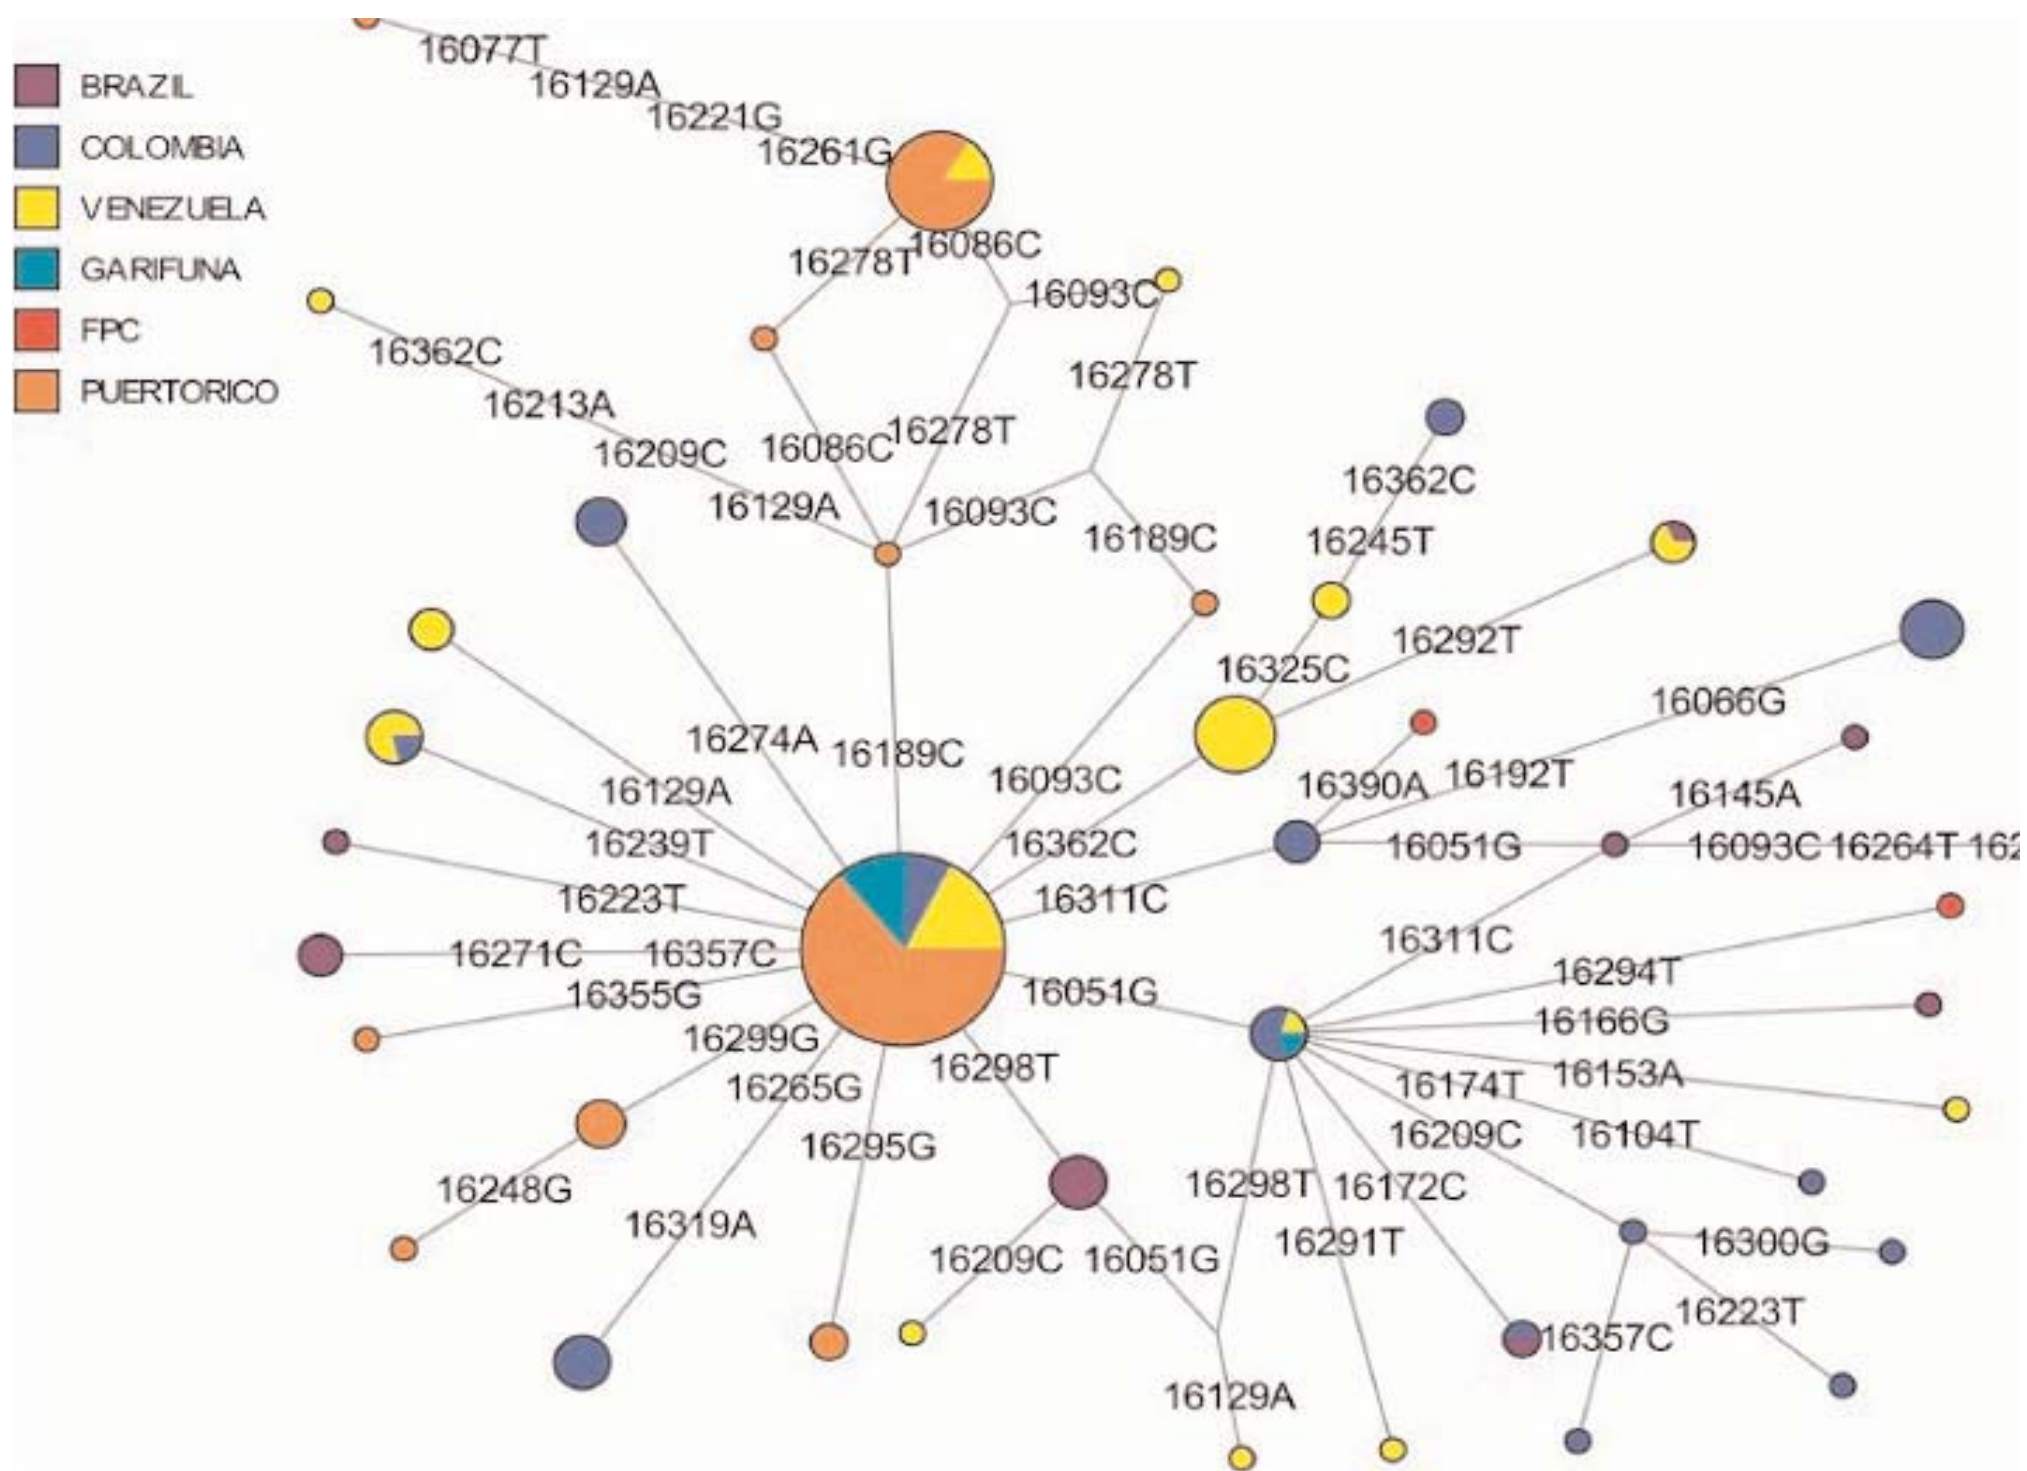 16077T
16129A
BRAZIL
16221G
COLOMBIA
16261G
VENEZUELA
16086C
16278T
GARIFUNA
16093C
FPC
16362C
16278T
PUERTORICO
16213A
16278T
16086C
16209C
16362C
16129A
16093C
16189C
16245T
16292T
16325C
16066G
16274A
16189C
16093C
16390A
16192T
16129A
16145A
16239T
16362C
16051G
16093C 16264T 162
16223T
16311C
16311C
16271C
16357C
16294T
16355G
16051G
16166G
16299G
16298T
16153A
16265G
16174T
16209C
16104T
16295G
16248G
16298T
16172C
16319A
16291T
16300G
16209C
16051G
16223T
16357C
16129A